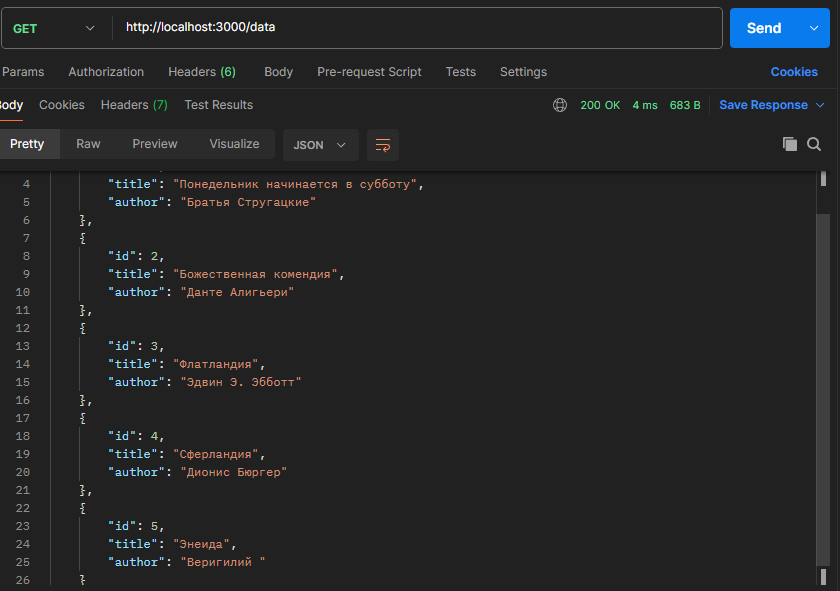 GET http://localhost:3000/data Send
Params Authorization Headers (6) Body Pre-request Script Tests Settings Cookies
Body Cookies Headers (7) Test Results 200 OK 4 ms 683 B Save Response
Pretty Raw Preview Visualize JSON
4 "title": "Понедельник начинается в субботу",
5 "author": "Братья Стругацкие"
6 },
7 {
8 "id": 2,
9 "title": "Божественная комендия",
10 "author": "Данте Алигьери"
11 },
12 {
13 "id": 3,
14 "title": "Флатландия",
15 "author": "Эдвин Э. Эбботт"
16 },
17 {
18 "id": 4,
19 "title": "Сферландия",
20 "author": "Дионис Бюргер"
21 },
22 {
23 "id": 5,
24 "title": "Энеида",
25 "author": "Веригилий "
26 }